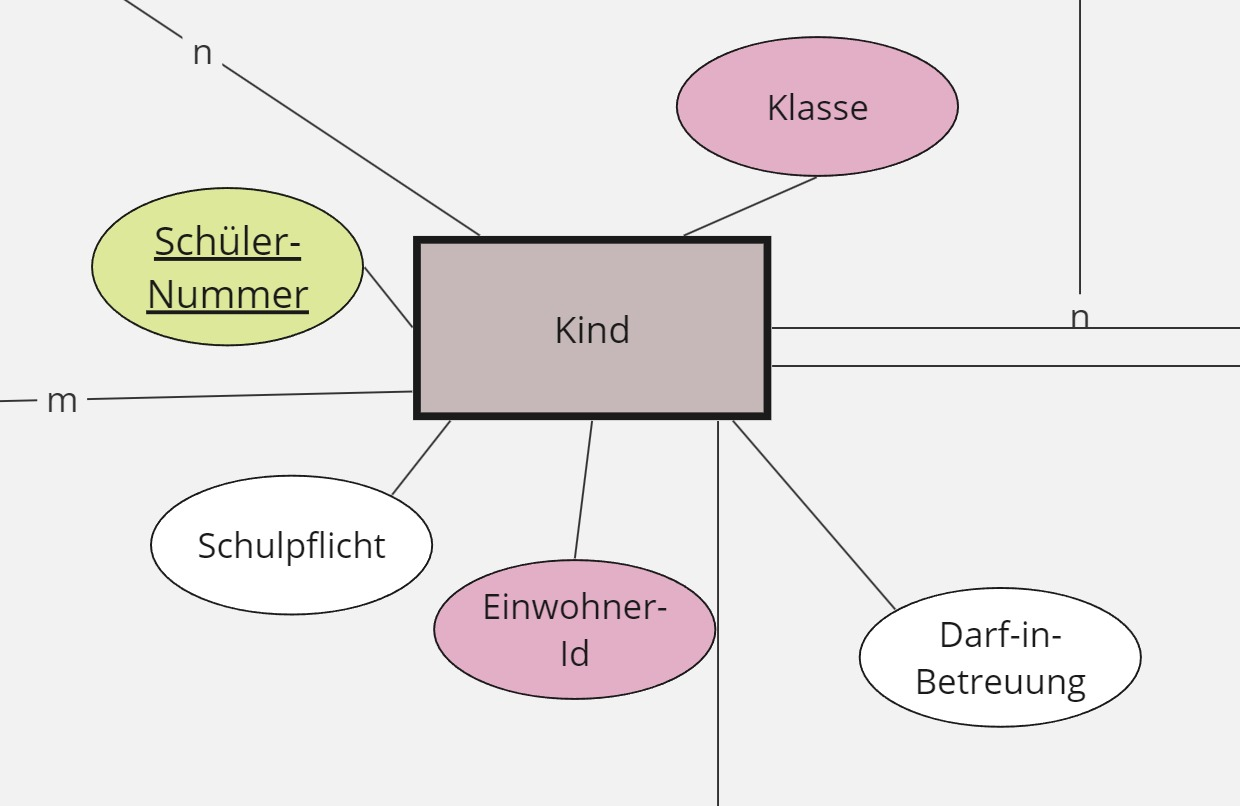 n
Klasse
Schüler-
Nummer
Kind
n
m
Schulpflicht
Einwohner-
Id
Darf-in-
Betreuung